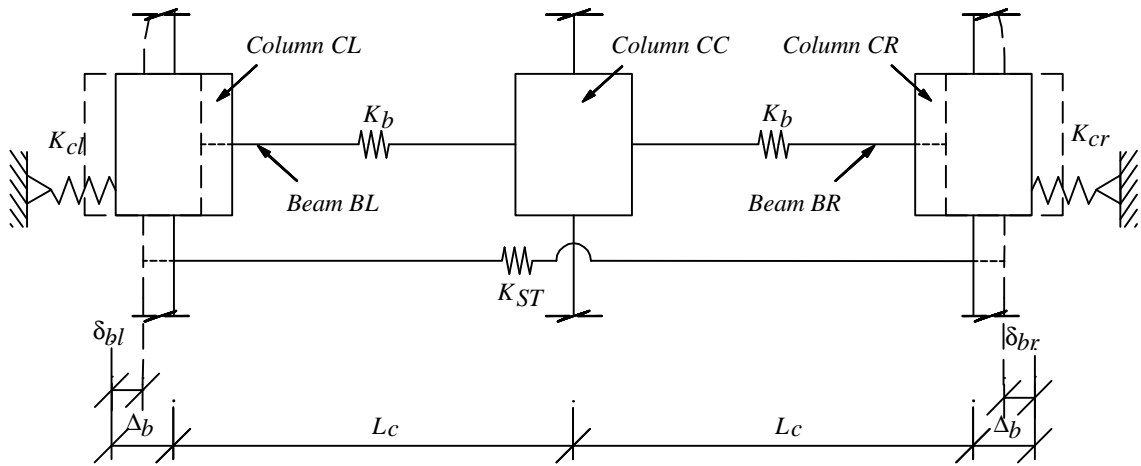 Column CL
Column CC
Column CR
K_b
K_b
K_cl
K_cr
Beam BL
Beam BR
K_ST
δ_bl
δ_br
Δ_b
L_c
L_c
Δ_b